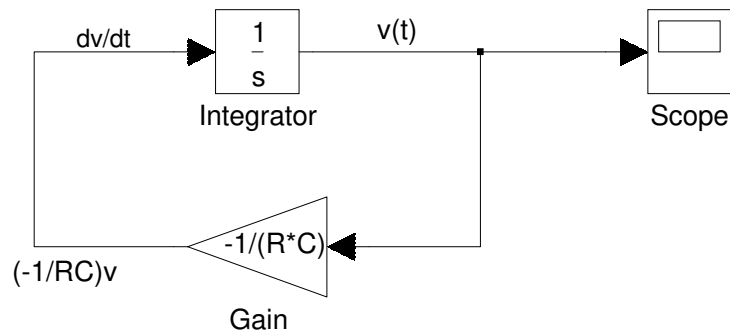 dv/dt
1
s
v(t)
Integrator
Scope
-1/(R*C)
(-1/RC)v
Gain